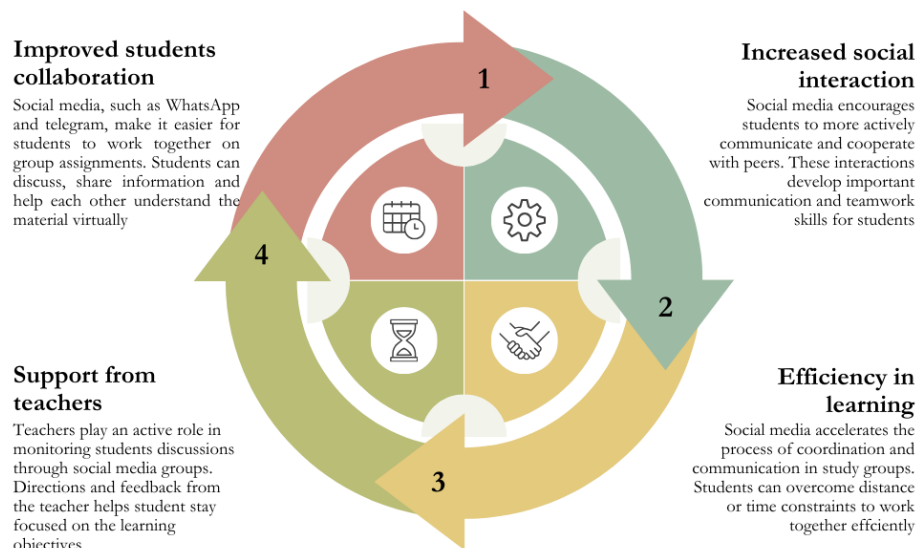 Improved students
collaboration
Social media, such as WhatsApp
and telegram, make it easier for
students to work together on
group assignments. Students can
discuss, share information and
help each other understand the
material virtually
1
Increased social
interaction
Social media encourages
students to more actively
communicate and cooperate
with peers. These interactions
develop important
communication and teamwork
skills for students
2
Efficiency in
learning
Social media accelerates the
process of coordination and
communication in study groups.
Students can overcome distance
or time constraints to work
together effciently
3
Support from
teachers
Teachers play an active role in
monitoring students discussions
through social media groups.
Directions and feedback from
the teacher helps student stay
focused on the learning
objectives
4